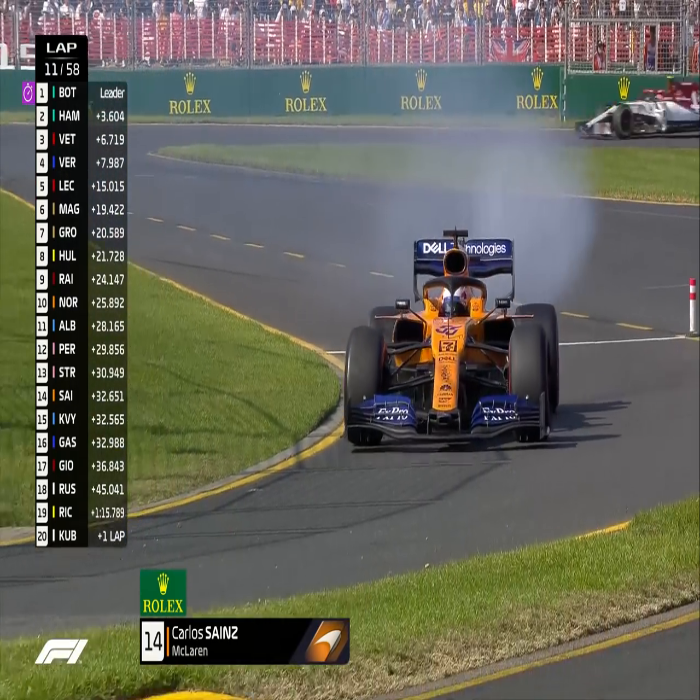 LAP
11/58
1 BOT Leader
2 HAM +3.604
3 VET +6.719
4 VER +7.987
5 LEC +15.015
6 MAG +19.422
7 GRO +20.589
8 HUL +21.728
9 RAI +24.147
10 NOR +25.892
11 ALB +28.165
12 PER +29.856
13 STR +30.949
14 SAI +32.651
15 KVY +32.565
16 GAS +32.988
17 GIO +36.843
18 RUS +45.041
19 RIC +1:15.789
20 KUB +1 LAP
ROLEX ROLEX ROLEX ROLEX
DELL Technologies
55
DELL
ROLEX
14 Carlos SAINZ
McLaren
F1